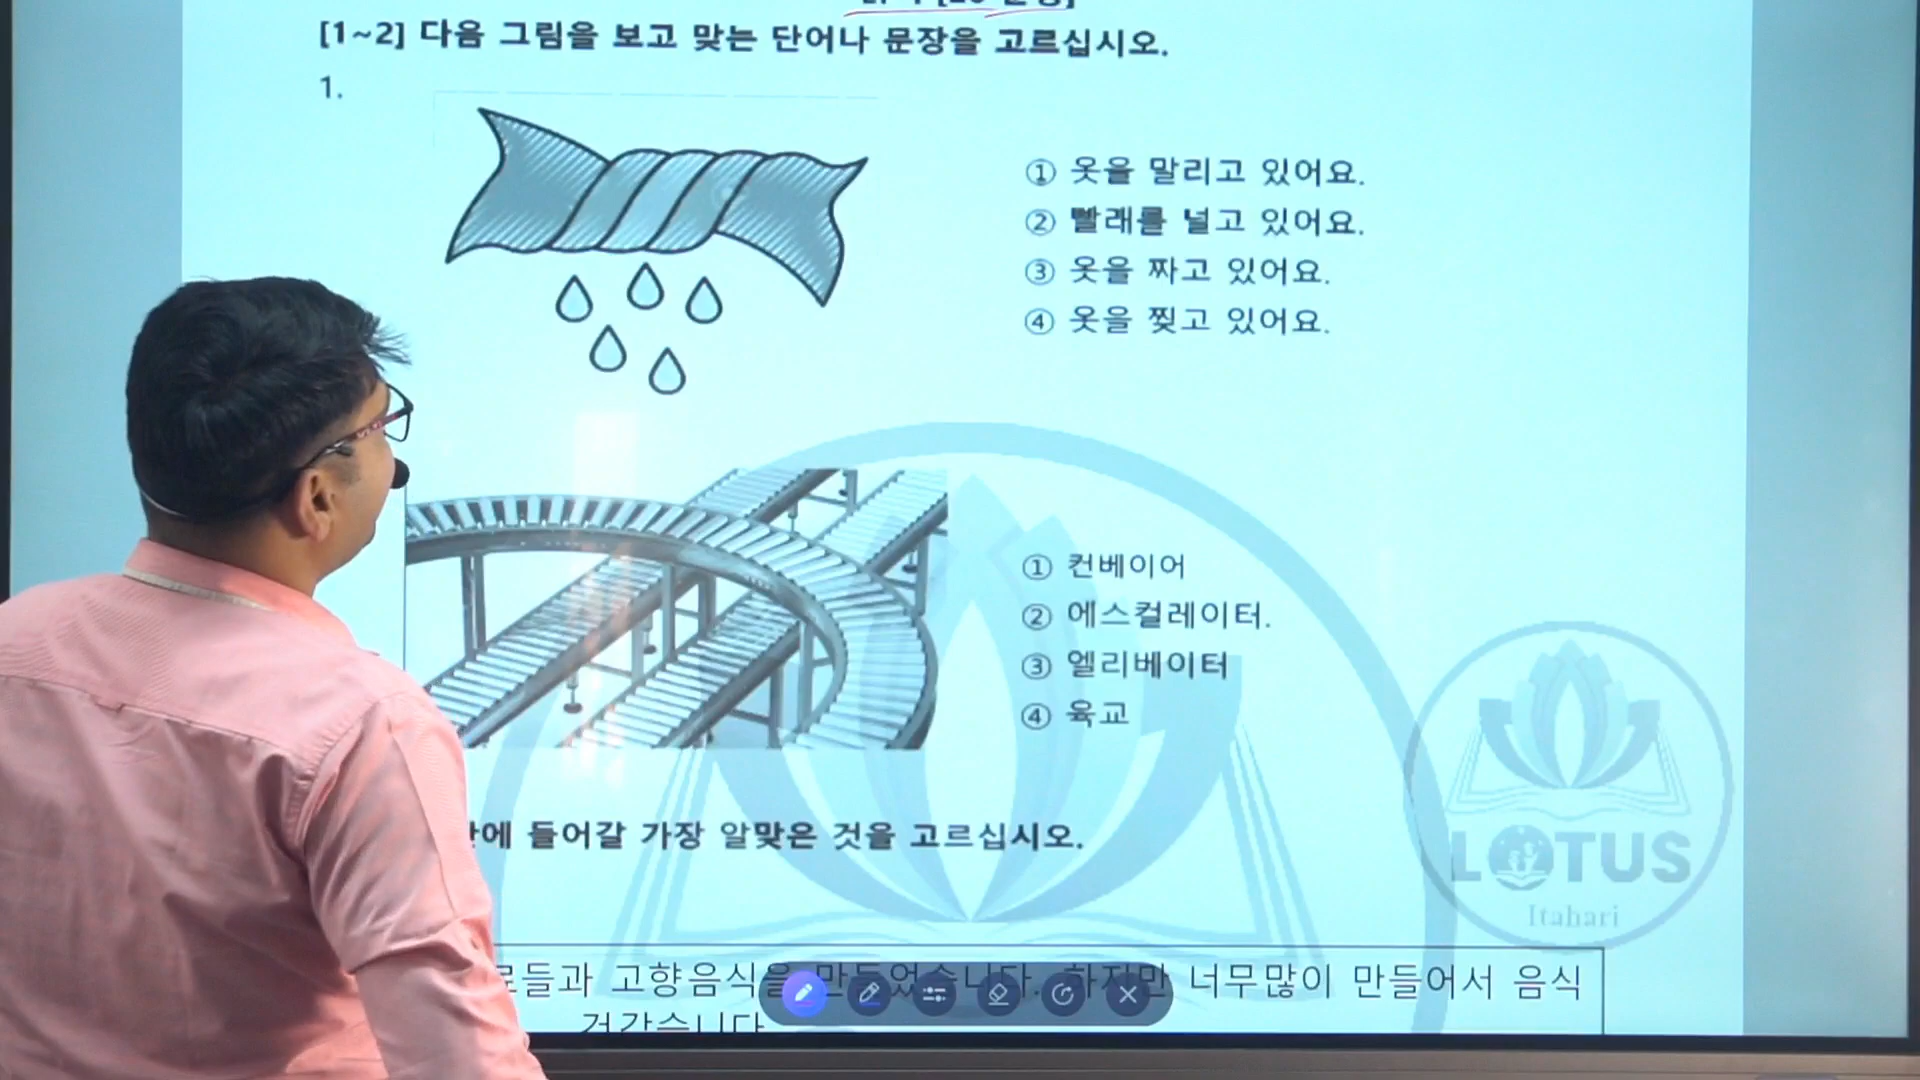 [1~2] 다음 그림을 보고 맞는 단어나 문장을 고르십시오.
1.
① 옷을 말리고 있어요.
② 빨래를 널고 있어요.
③ 옷을 짜고 있어요.
④ 옷을 찢고 있어요.
① 컨베이어
② 에스컬레이터.
③ 엘리베이터
④ 육교
들어갈 가장 알맞은 것을 고르십시오.
고향음식을 만들었습니다. 하지만 너무많이 만들어서 음식
LOTUS
Itahari